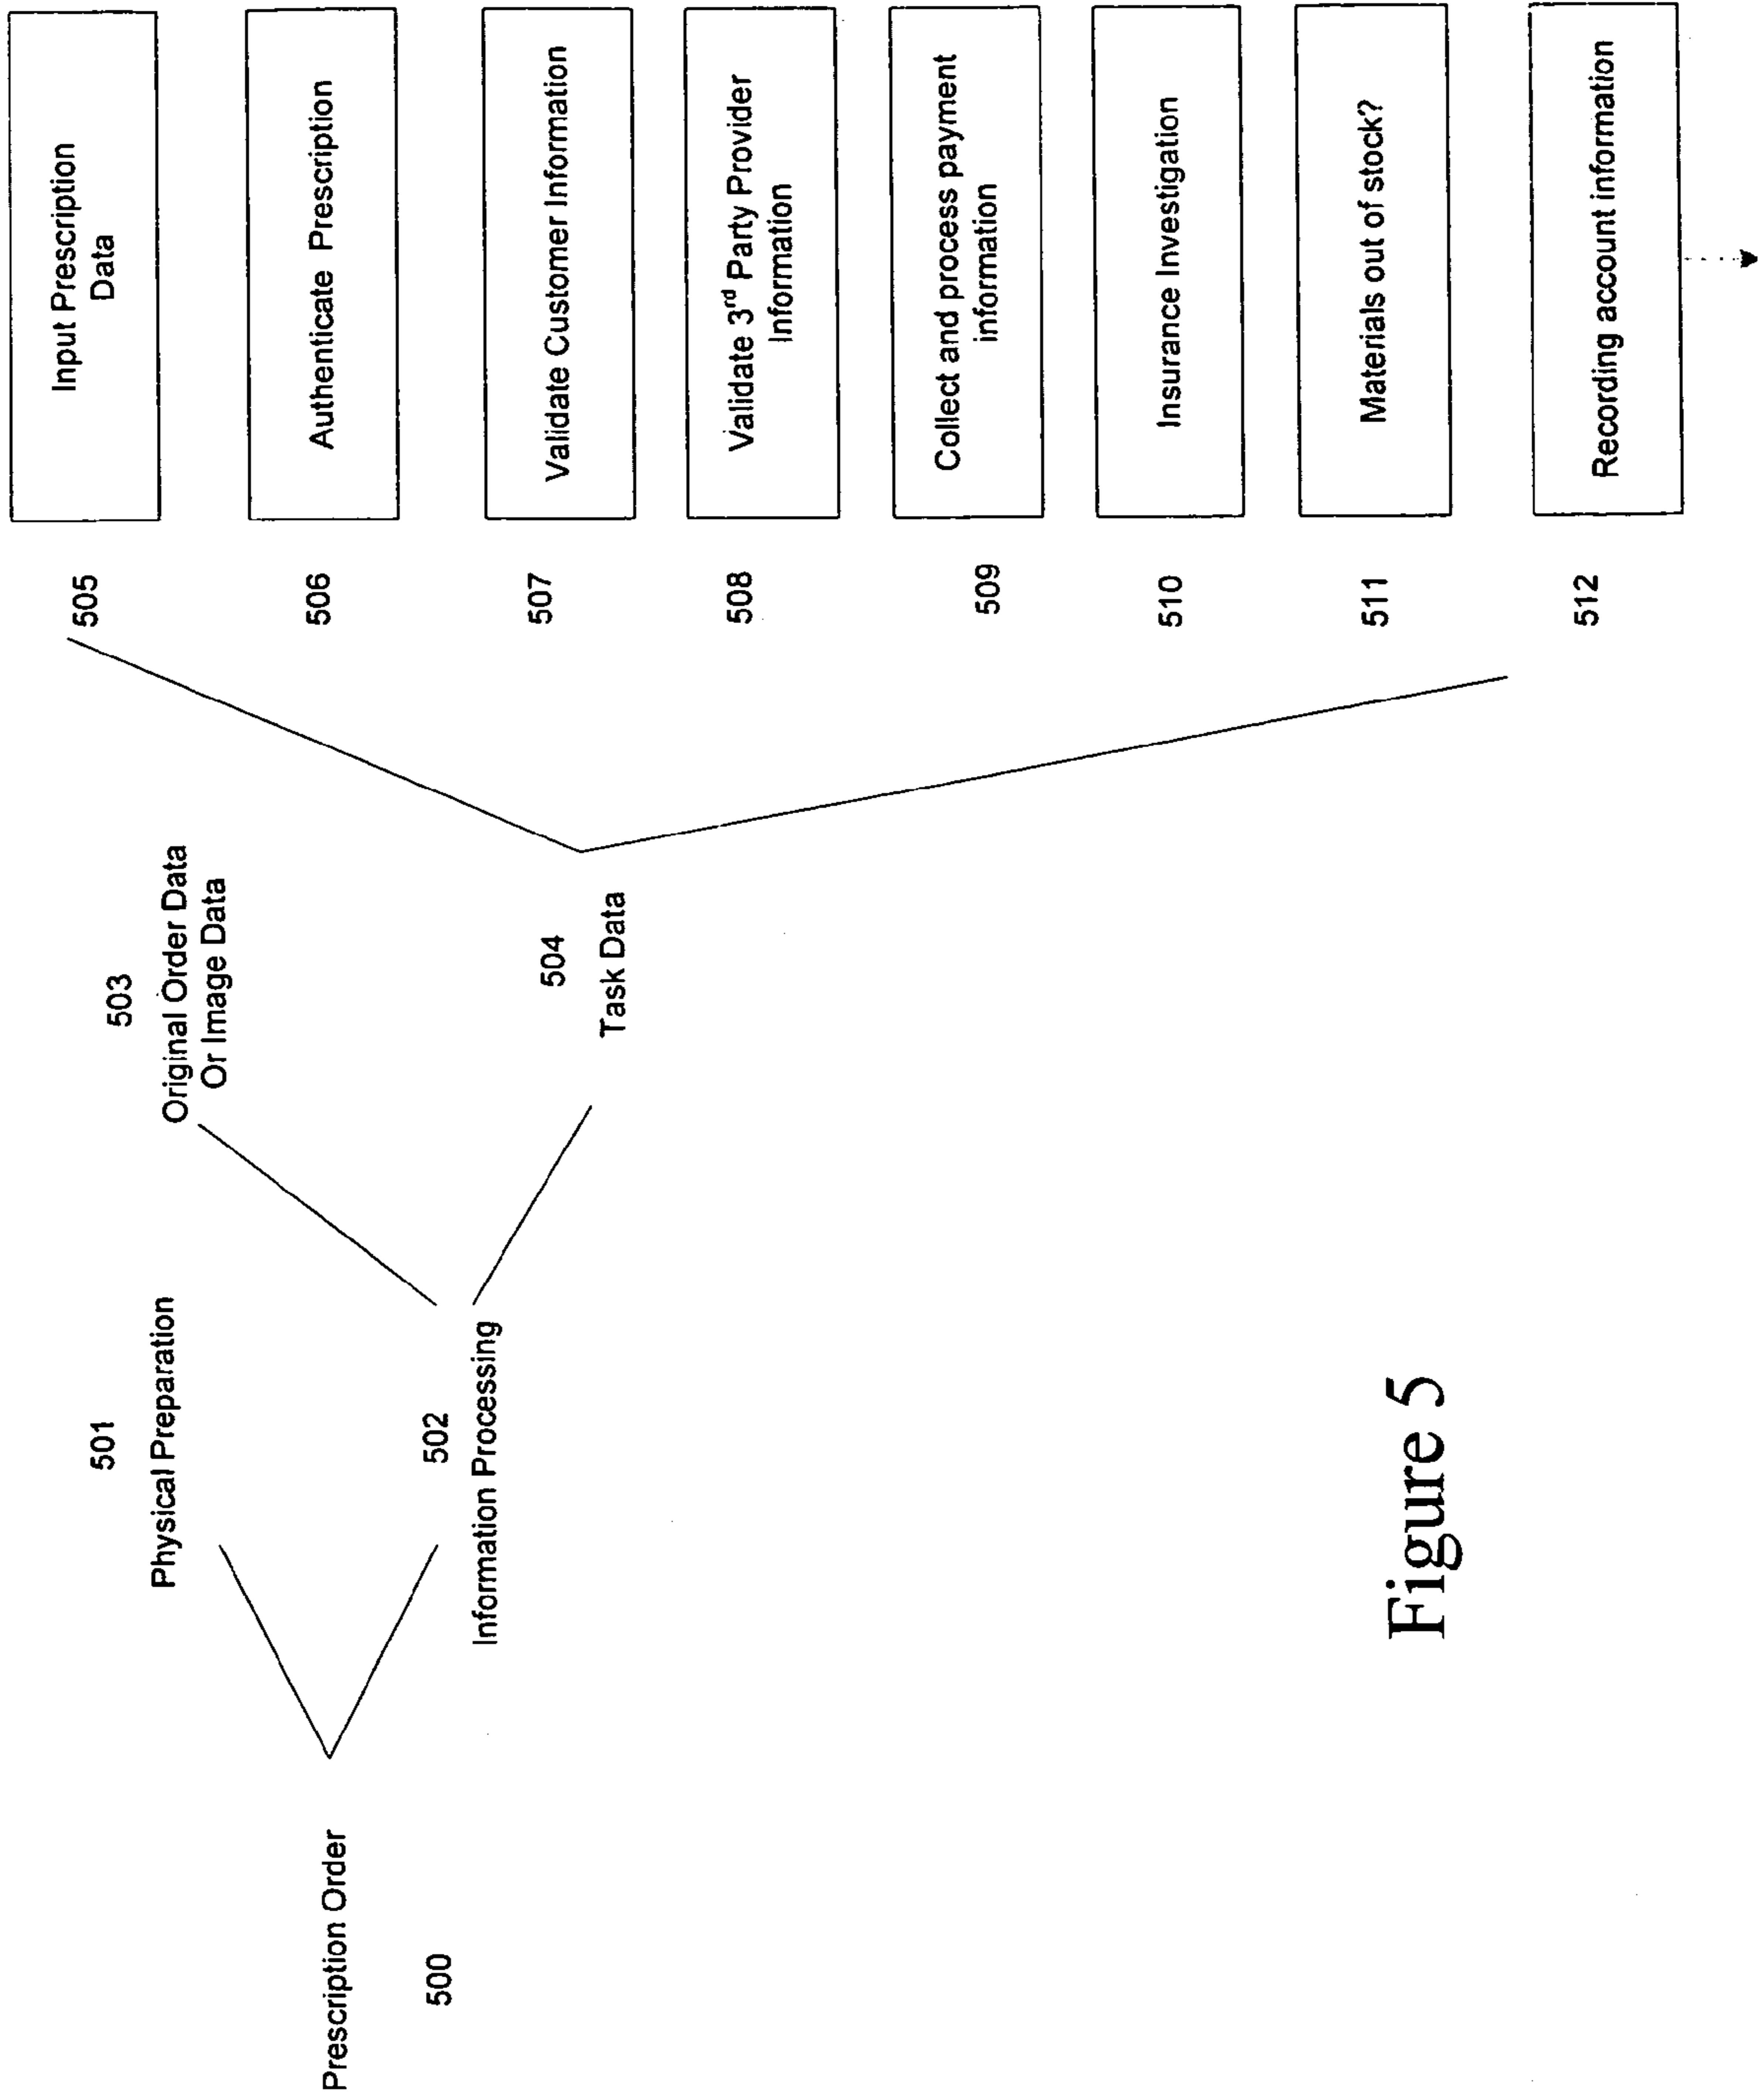 Prescription Order
500
501
Physical Preparation
502
Information Processing
503
Original Order Data
Or Image Data
504
Task Data
505
Input Prescription
Data
506
Authenticate Prescription
507
Validate Customer Information
508
Validate 3rd Party Provider
Information
509
Collect and process payment
information
510
Insurance Investigation
511
Materials out of stock?
512
Recording account information
Figure 5